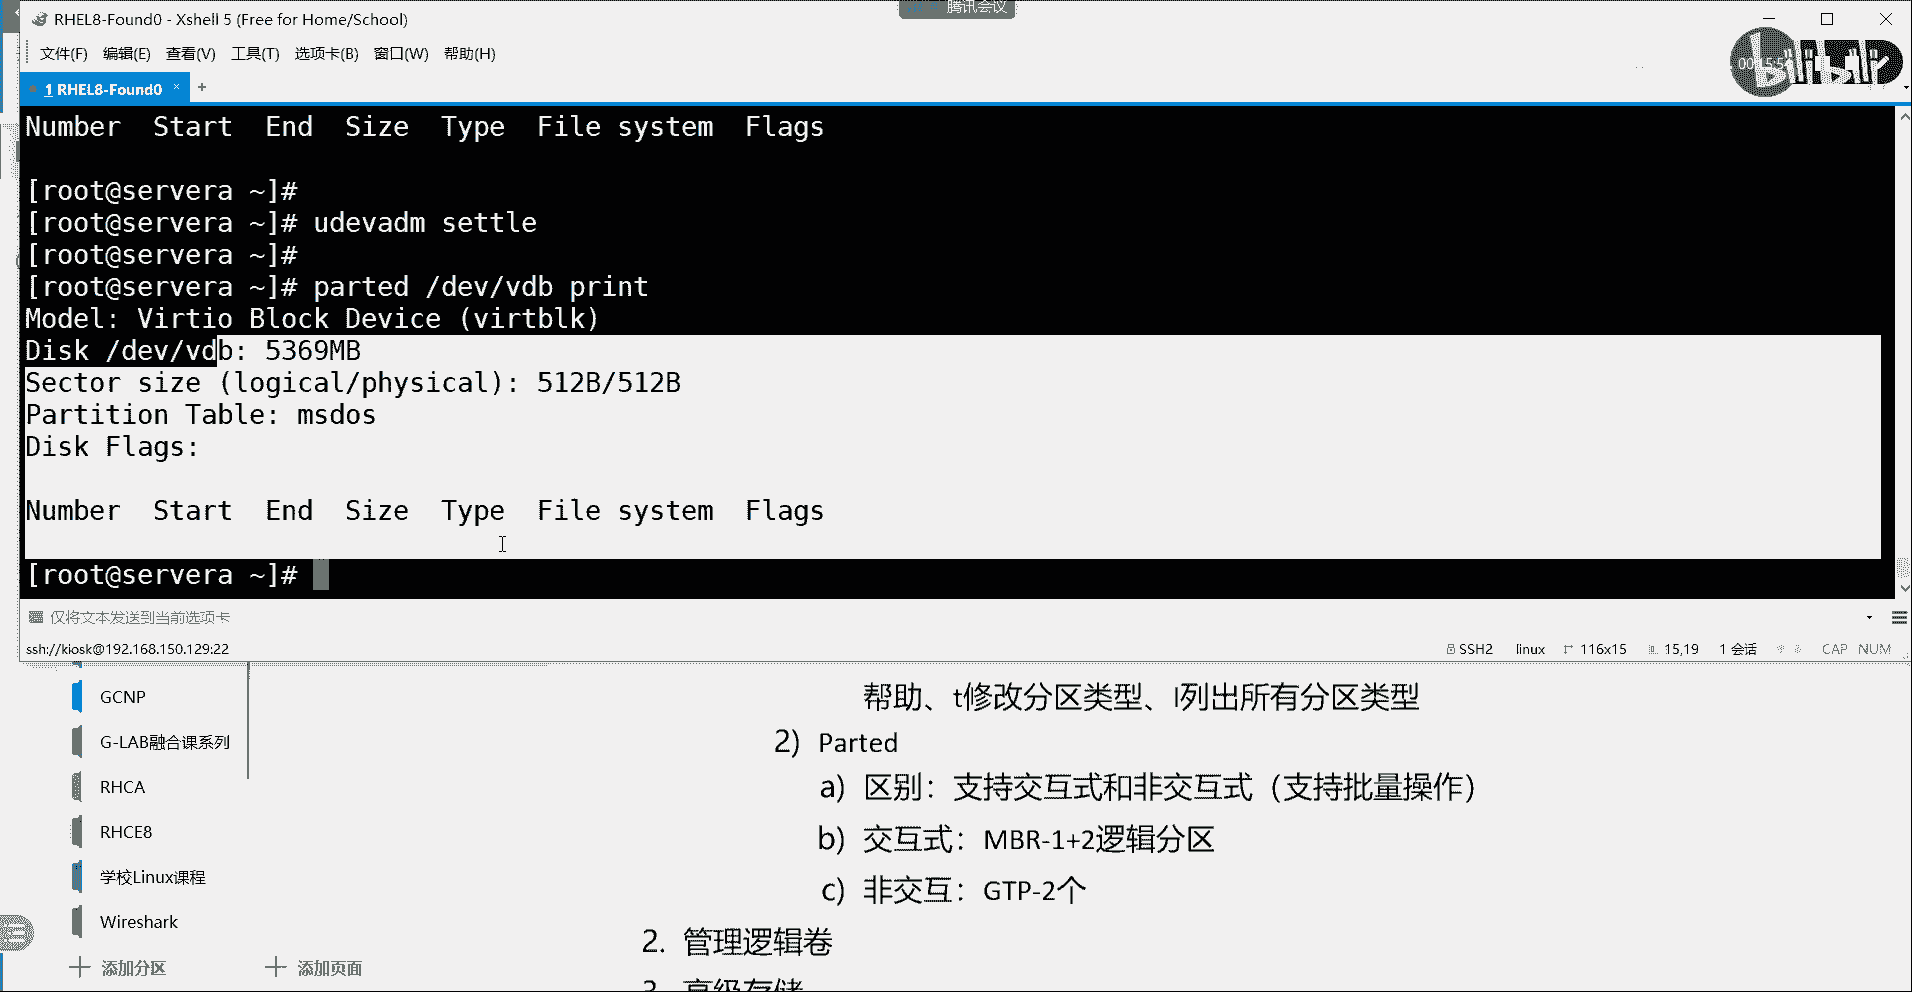 腾讯会议
RHEL8-Found0 - Xshell 5 (Free for Home/School)
文件(F) 编辑(E) 查看(V) 工具(T) 选项卡(B) 窗口(W) 帮助(H)
1 RHEL8-Found0 × +
Number Start End Size Type File system Flags
[root@servera ~]#
[root@servera ~]# udevadm settle
[root@servera ~]#
[root@servera ~]# parted /dev/vdb print
Model: Virtio Block Device (virtblk)
Disk /dev/vdb: 5369MB
Sector size (logical/physical): 512B/512B
Partition Table: msdos
Disk Flags:
Number Start End Size Type File system Flags
[root@servera ~]#
仅将文本发送到当前选项卡
ssh://kiosk@192.168.150.129:22 SSH2 linux 116x15 15,19 1 会话 CAP NUM
GCNP
G-LAB融合课系列
RHCA
RHCE8
学校Linux课程
Wireshark
添加分区 添加页面
帮助、t修改分区类型、l列出所有分区类型
2) Parted
a) 区别：支持交互式和非交互式（支持批量操作）
b) 交互式：MBR-1+2逻辑分区
c) 非交互：GTP-2个
2. 管理逻辑卷
3. 高级存储